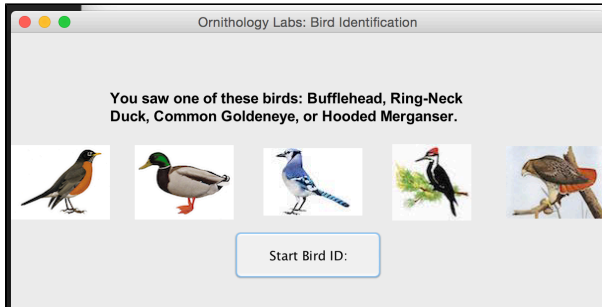 Ornithology Labs: Bird Identification
You saw one of these birds: Bufflehead, Ring-Neck
Duck, Common Goldeneye, or Hooded Merganser.
Start Bird ID: